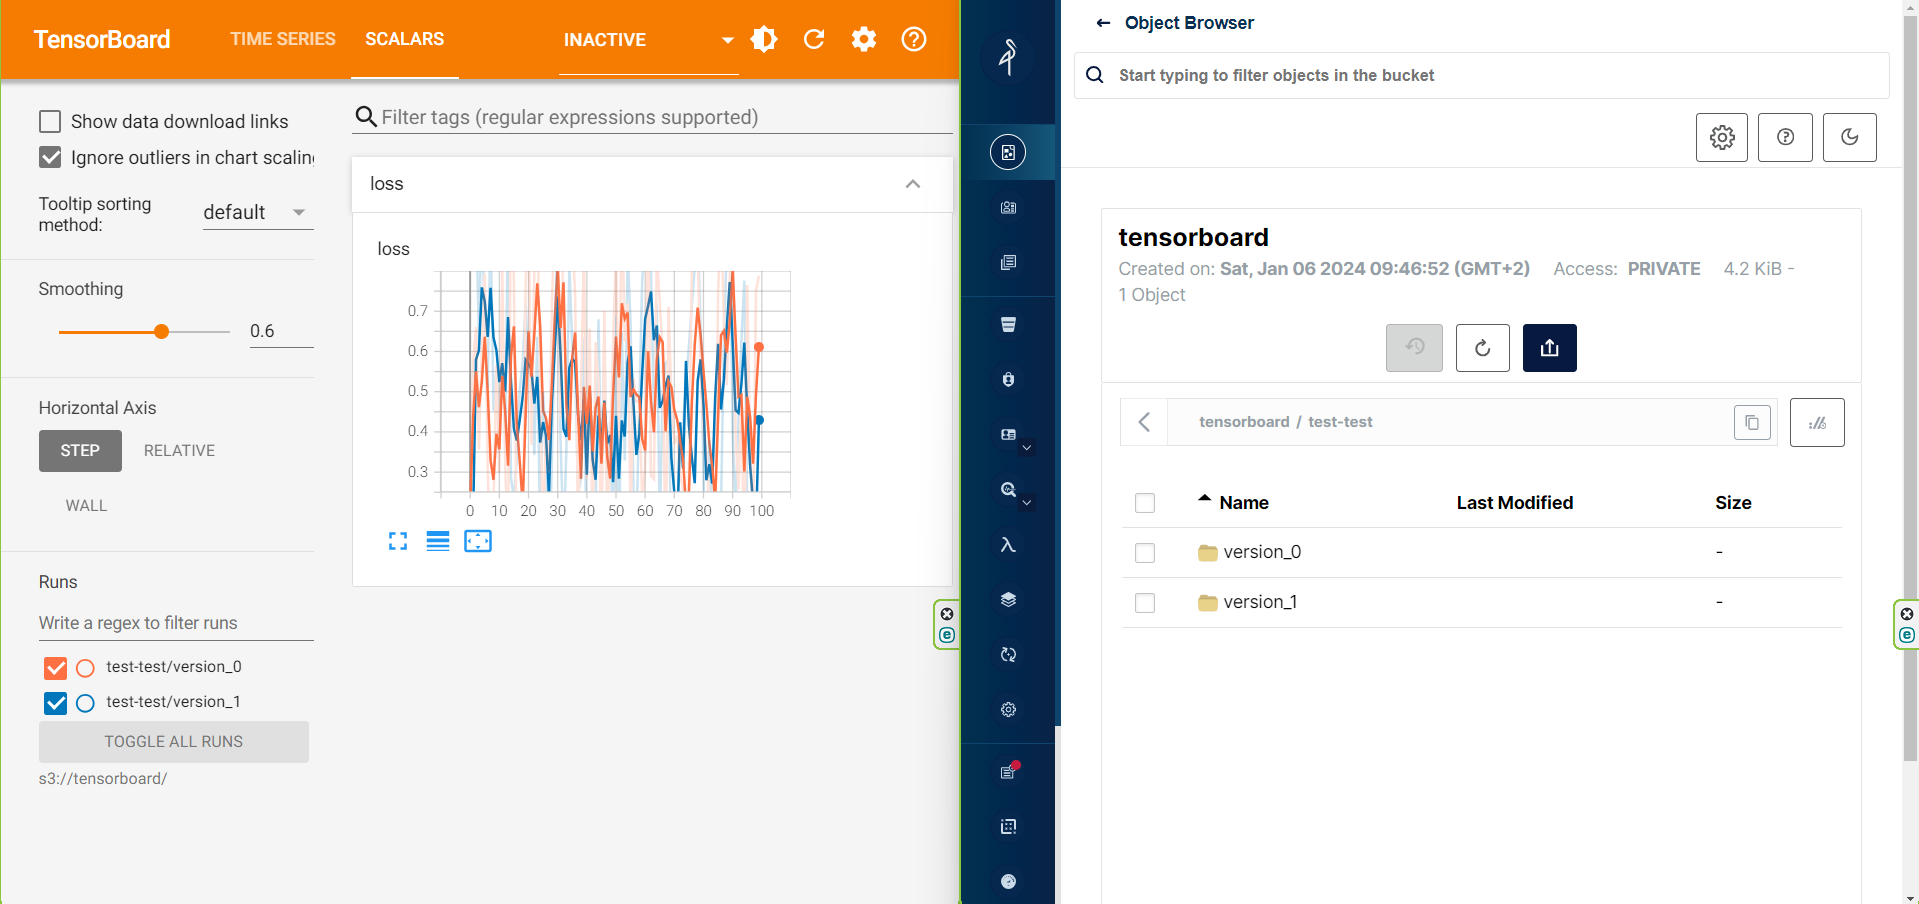 TensorBoard
TIME SERIES
SCALARS
INACTIVE
Show data download links
Ignore outliers in chart scaling
Tooltip sorting
method:
default
Smoothing
0.6
Horizontal Axis
STEP
RELATIVE
WALL
Runs
Write a regex to filter runs
test-test/version_0
test-test/version_1
TOGGLE ALL RUNS
s3://tensorboard/
Filter tags (regular expressions supported)
loss
loss
0.7
0.6
0.5
0.4
0.3
0 10 20 30 40 50 60 70 80 90 100
Object Browser
Start typing to filter objects in the bucket
tensorboard
Created on: Sat, Jan 06 2024 09:46:52 (GMT+2) Access: PRIVATE 4.2 KiB -
1 Object
tensorboard / test-test
Name Last Modified Size
version_0 -
version_1 -